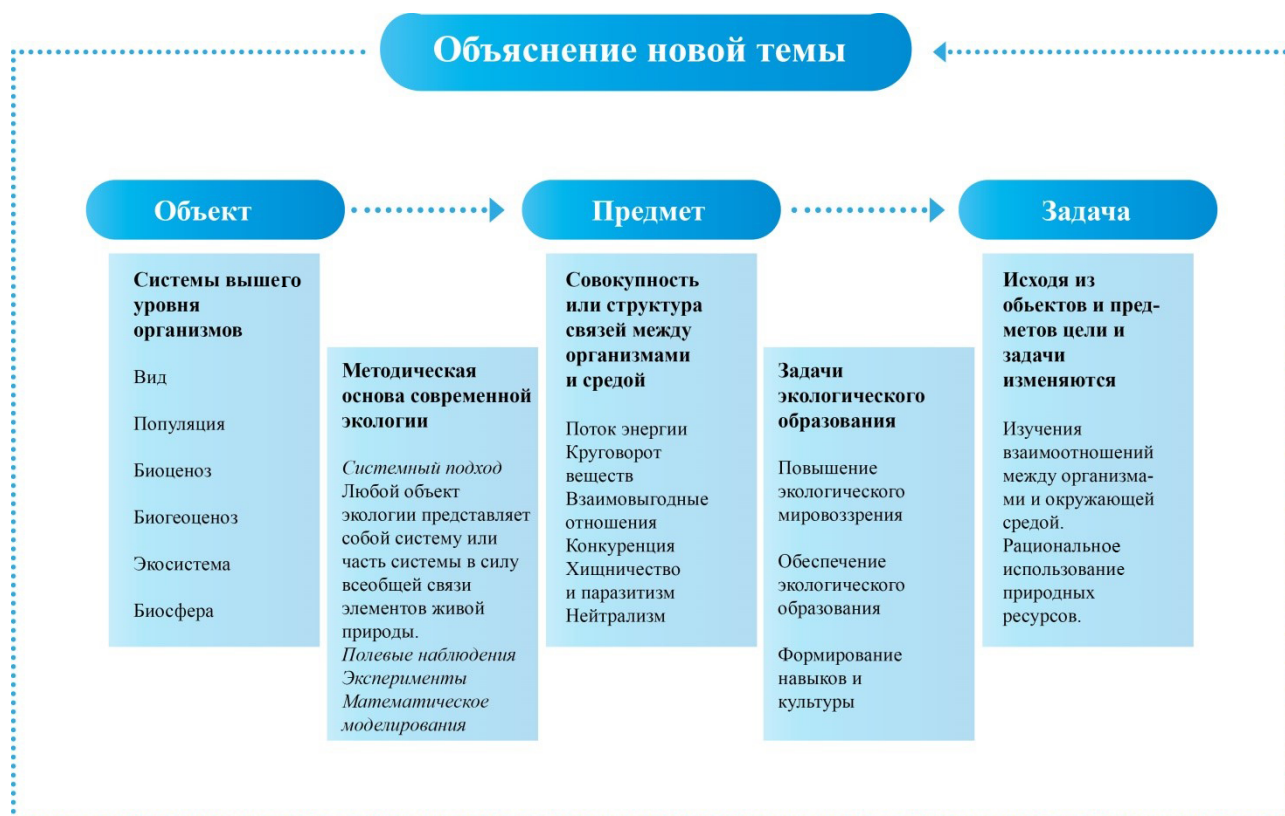 Объяснение новой темы
Объект
Предмет
Задача
Системы вышего
уровня
организмов
Вид
Популяция
Биоценоз
Биогеоценоз
Экосистема
Биосфера
Методическая
основа современной
экологии
Системный подход
Любой объект
экологии представляет
собой систему или
часть системы в силу
всеобщей связи
элементов живой
природы.
Полевые наблюдения
Эксперименты
Математическое
моделирования
Совокупность
или структура
связей между
организмами
и средой
Поток энергии
Круговорот
веществ
Взаимовыгодные
отношения
Конкуренция
Хищничество
и паразитизм
Нейтрализм
Задачи
экологического
образования
Повышение
экологического
мировоззрения
Обеспечение
экологического
образования
Формирование
навыков и
культуры
Исходя из
обьектов и пред-
метов цели и
задачи
изменяются
Изучения
взаимоотношений
между организма-
ми и окружающей
средой.
Рациональное
использование
природных
ресурсов.